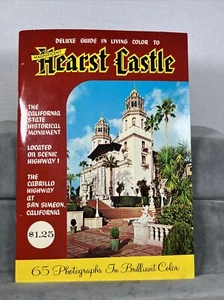 DELUXE GUIDE IN LIVING COLOR TO
Hearst Castle
THE
CALIFORNIA
STATE
HISTORICAL
MONUMENT
LOCATED
ON SCENIC
HIGHWAY 1
THE
CABRILLO
HIGHWAY
AT
SAN SIMEON,
CALIFORNIA
$1.25
65 Photographs In Brilliant Color